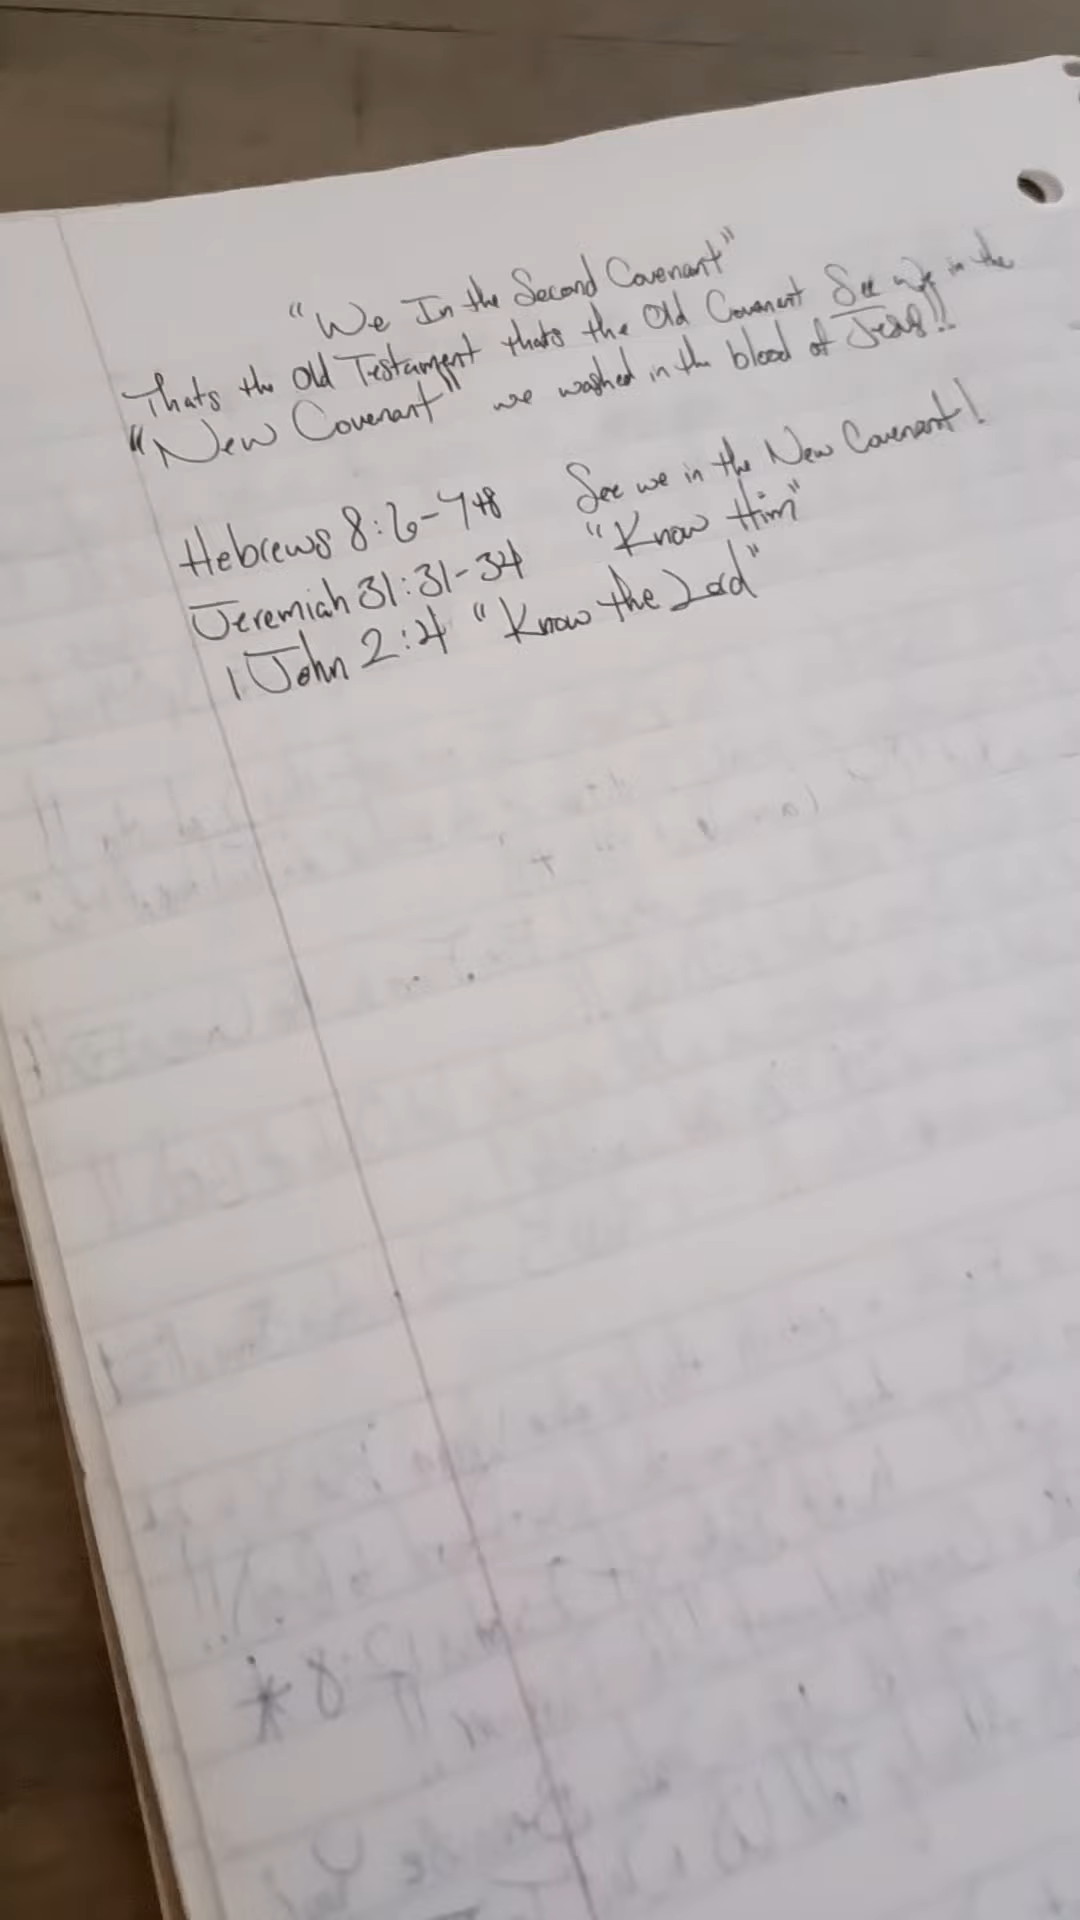 "We In the Second Covenant"
Thats the Old Testament thats the Old Covenant See we in the
"New Covenant" we washed in the blood of Jesus!!
Hebrews 8:6-7+8 See we in the New Covenant!
Jeremiah 31:31-34 "Know Him"
1 John 2:4 "Know the Lord"